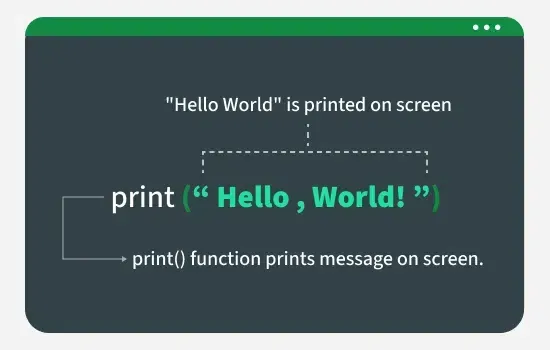 "Hello World" is printed on screen
print (“ Hello , World! ”)
print() function prints message on screen.